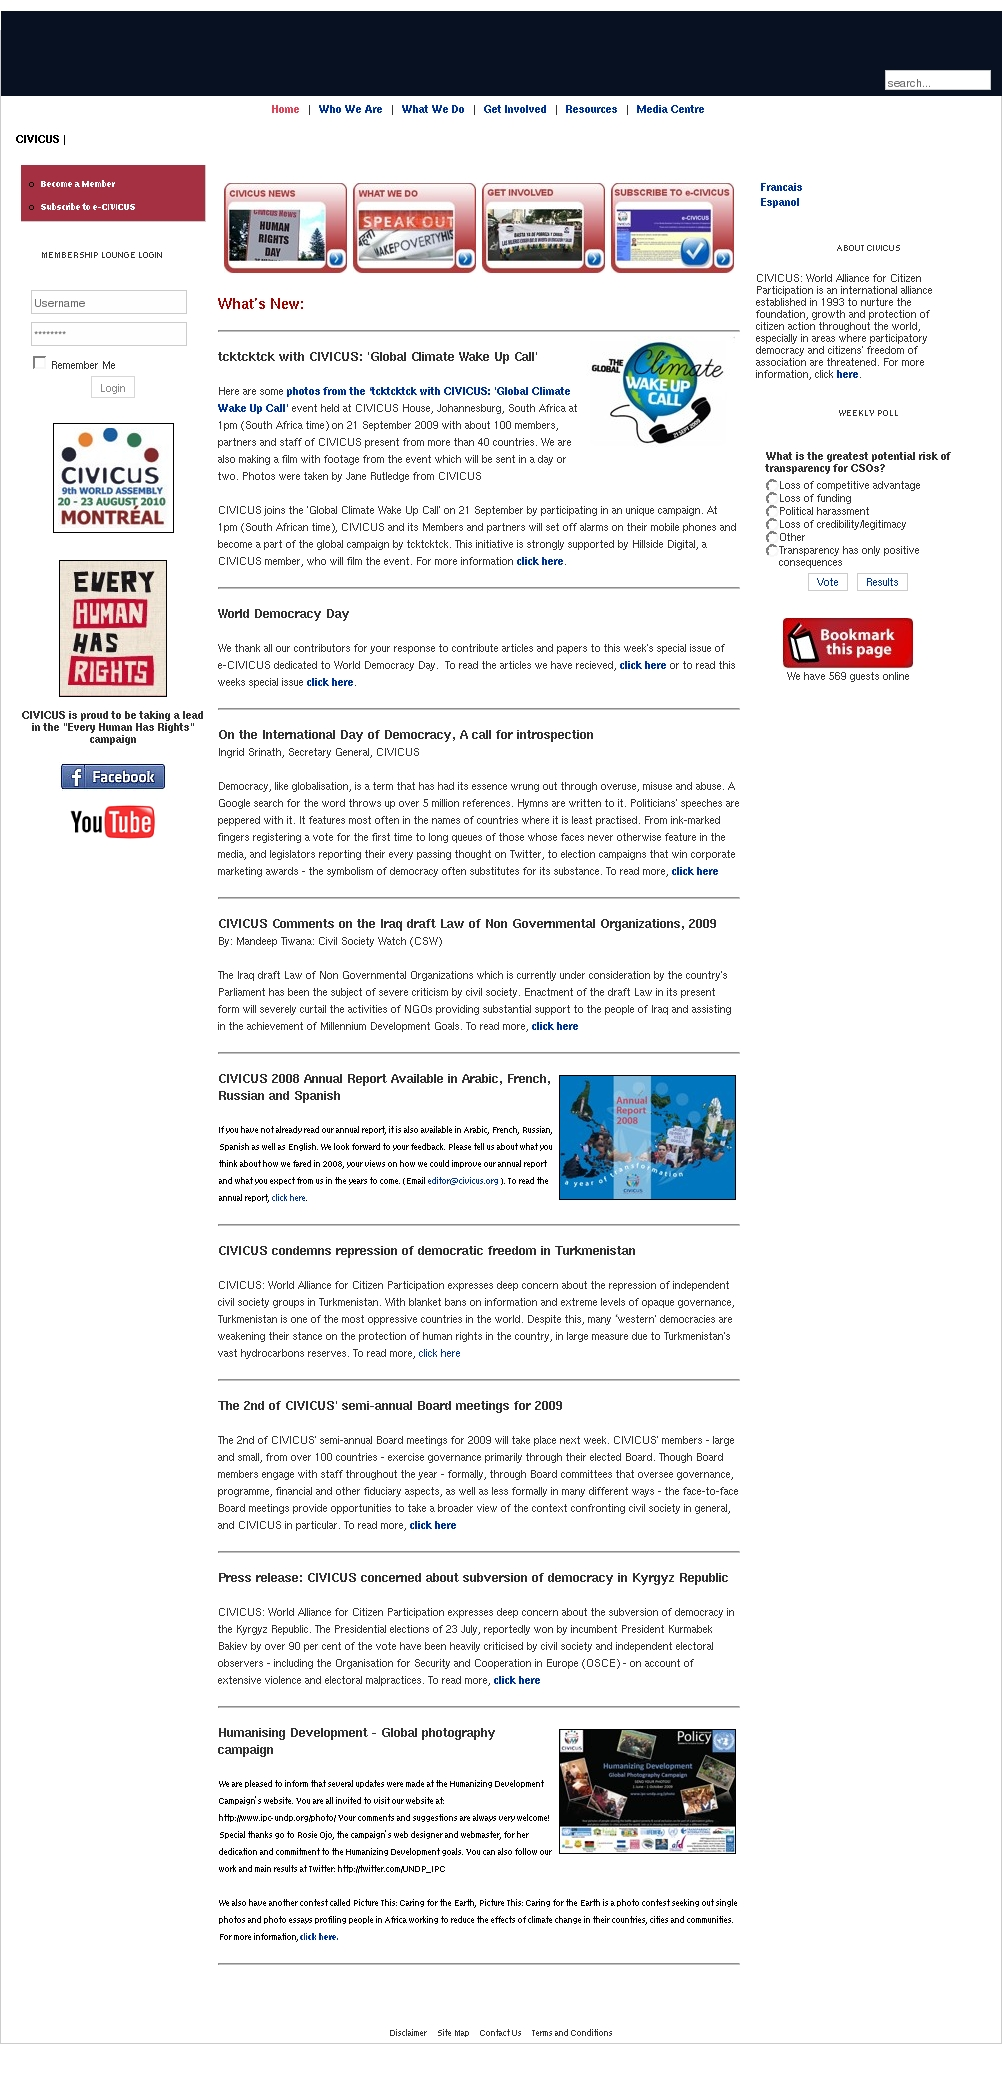 search...
Home | Who We Are | What We Do | Get Involved | Resources | Media Centre
CIVICUS |
Become a Member
Subscribe to e-CIVICUS
MEMBERSHIP LOUNGE LOGIN
Username
********
Remember Me
Login
CIVICUS
9th WORLD ASSEMBLY
20 - 23 AUGUST 2010
MONTRÉAL
EVERY
HUMAN
HAS
RIGHTS
CIVICUS is proud to be taking a lead
in the "Every Human Has Rights"
campaign
Facebook
YouTube
CIVICUS NEWS
HUMAN
RIGHTS
DAY
WHAT WE DO
SPEAK OUT
MAKEPOVERTYHIS
GET INVOLVED
SUBSCRIBE TO e-CIVICUS
e-CIVICUS
What's New:
tcktcktck with CIVICUS: 'Global Climate Wake Up Call'
THE GLOBAL Climate
WAKE UP
CALL
21 SEPT 2009
Here are some photos from the 'tcktcktck with CIVICUS: 'Global Climate
Wake Up Call' event held at CIVICUS House, Johannesburg, South Africa at
1pm (South Africa time) on 21 September 2009 with about 100 members,
partners and staff of CIVICUS present from more than 40 countries. We are
also making a film with footage from the event which will be sent in a day or
two. Photos were taken by Jane Rutledge from CIVICUS
CIVICUS joins the 'Global Climate Wake Up Call' on 21 September by participating in an unique campaign. At
1pm (South African time), CIVICUS and its Members and partners will set off alarms on their mobile phones and
become a part of the global campaign by tcktcktck. This initiative is strongly supported by Hillside Digital, a
CIVICUS member, who will film the event. For more information click here.
World Democracy Day
We thank all our contributors for your response to contribute articles and papers to this week's special issue of
e-CIVICUS dedicated to World Democracy Day. To read the articles we have recieved, click here or to read this
weeks special issue click here.
On the International Day of Democracy, A call for introspection
Ingrid Srinath, Secretary General, CIVICUS
Democracy, like globalisation, is a term that has had its essence wrung out through overuse, misuse and abuse. A
Google search for the word throws up over 5 million references. Hymns are written to it. Politicians' speeches are
peppered with it. It features most often in the names of countries where it is least practised. From ink-marked
fingers registering a vote for the first time to long queues of those whose faces never otherwise feature in the
media, and legislators reporting their every passing thought on Twitter, to election campaigns that win corporate
marketing awards - the symbolism of democracy often substitutes for its substance. To read more, click here
CIVICUS Comments on the Iraq draft Law of Non Governmental Organizations, 2009
By: Mandeep Tiwana: Civil Society Watch (CSW)
The Iraq draft Law of Non Governmental Organizations which is currently under consideration by the country's
Parliament has been the subject of severe criticism by civil society. Enactment of the draft Law in its present
form will severely curtail the activities of NGOs providing substantial support to the people of Iraq and assisting
in the achievement of Millennium Development Goals. To read more, click here
CIVICUS 2008 Annual Report Available in Arabic, French,
Russian and Spanish
If you have not already read our annual report, it is also available in Arabic, French, Russian,
Spanish as well as English. We look forward to your feedback. Please tell us about what you
think about how we fared in 2008, your views on how we could improve our annual report
and what you expect from us in the years to come. ( Email editor@civicus.org ). To read the
annual report, click here.
Annual
Report
2008
a year of transformation
CIVICUS condemns repression of democratic freedom in Turkmenistan
CIVICUS: World Alliance for Citizen Participation expresses deep concern about the repression of independent
civil society groups in Turkmenistan. With blanket bans on information and extreme levels of opaque governance,
Turkmenistan is one of the most oppressive countries in the world. Despite this, many 'western' democracies are
weakening their stance on the protection of human rights in the country, in large measure due to Turkmenistan's
vast hydrocarbons reserves. To read more, click here
The 2nd of CIVICUS' semi-annual Board meetings for 2009
The 2nd of CIVICUS' semi-annual Board meetings for 2009 will take place next week. CIVICUS' members - large
and small, from over 100 countries - exercise governance primarily through their elected Board. Though Board
members engage with staff throughout the year - formally, through Board committees that oversee governance,
programme, financial and other fiduciary aspects, as well as less formally in many different ways - the face-to-face
Board meetings provide opportunities to take a broader view of the context confronting civil society in general,
and CIVICUS in particular. To read more, click here
Press release: CIVICUS concerned about subversion of democracy in Kyrgyz Republic
CIVICUS: World Alliance for Citizen Participation expresses deep concern about the subversion of democracy in
the Kyrgyz Republic. The Presidential elections of 23 July, reportedly won by incumbent President Kurmabek
Bakiev by over 90 per cent of the vote have been heavily criticised by civil society and independent electoral
observers - including the Organisation for Security and Cooperation in Europe (OSCE) - on account of
extensive violence and electoral malpractices. To read more, click here
Humanising Development - Global photography
campaign
We are pleased to inform that several updates were made at the Humanizing Development
Campaign's website. You are all invited to visit our website at:
http://www.ipc-undp.org/photo/ Your comments and suggestions are always very welcome!
Special thanks go to Rosie Ojo, the campaign's web designer and webmaster, for her
dedication and commitment to the Humanizing Development goals. You can also follow our
work and main results at Twitter: http://twitter.com/UNDP_IPC
CIVICUS
Policy
Humanizing Development
Global Photography Campaign
We also have another contest called Picture This: Caring for the Earth, Picture This: Caring for the Earth is a photo contest seeking out single
photos and photo essays profiling people in Africa working to reduce the effects of climate change in their countries, cities and communities.
For more information, click here.
Francais
Espanol
ABOUT CIVICUS
CIVICUS: World Alliance for Citizen
Participation is an international alliance
established in 1993 to nurture the
foundation, growth and protection of
citizen action throughout the world,
especially in areas where participatory
democracy and citizens' freedom of
association are threatened. For more
information, click here.
WEEKLY POLL
What is the greatest potential risk of
transparency for CSOs?
Loss of competitive advantage
Loss of funding
Political harassment
Loss of credibility/legitimacy
Other
Transparency has only positive
consequences
Vote Results
Bookmark
this page
We have 569 guests online
Disclaimer Site Map Contact Us Terms and Conditions